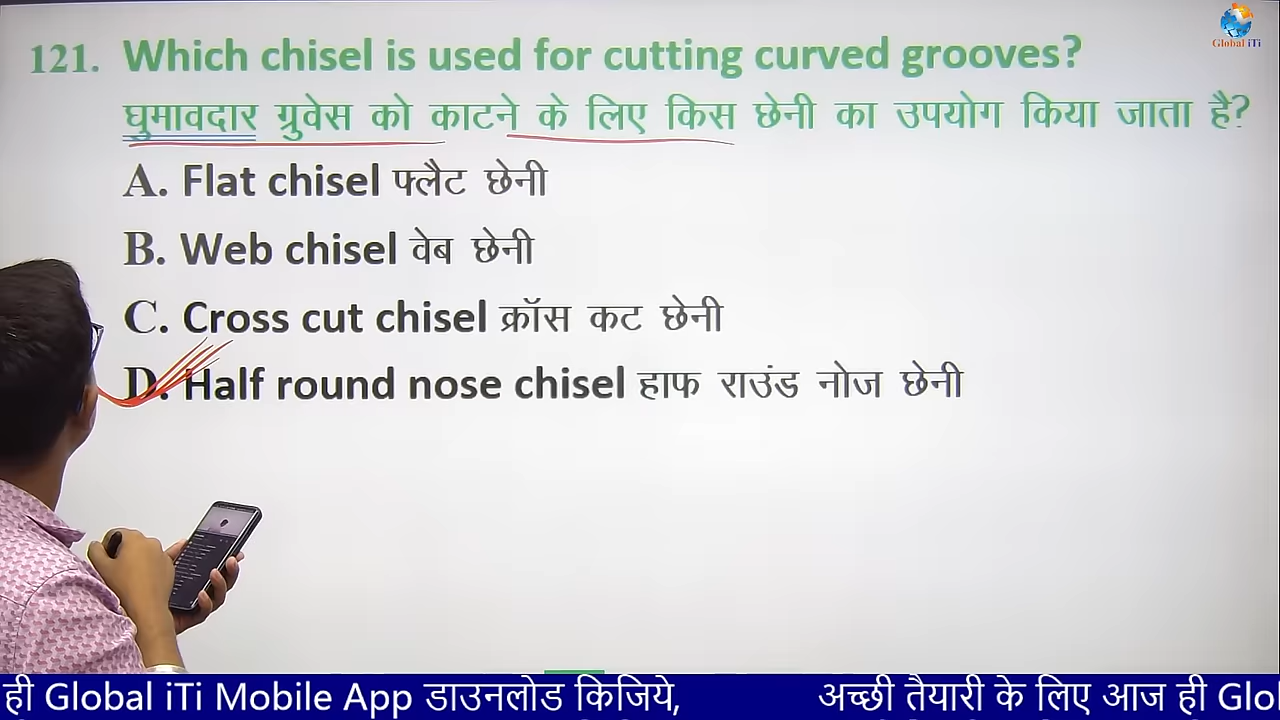 Global iTi
121. Which chisel is used for cutting curved grooves?
घुमावदार ग्रुवेस को काटने के लिए किस छेनी का उपयोग किया जाता है?
A. Flat chisel फ्लैट छेनी
B. Web chisel वेब छेनी
C. Cross cut chisel क्रॉस कट छेनी
D. Half round nose chisel हाफ राउंड नोज छेनी
ही Global iTi Mobile App डाउनलोड किजिये, अच्छी तैयारी के लिए आज ही Glo